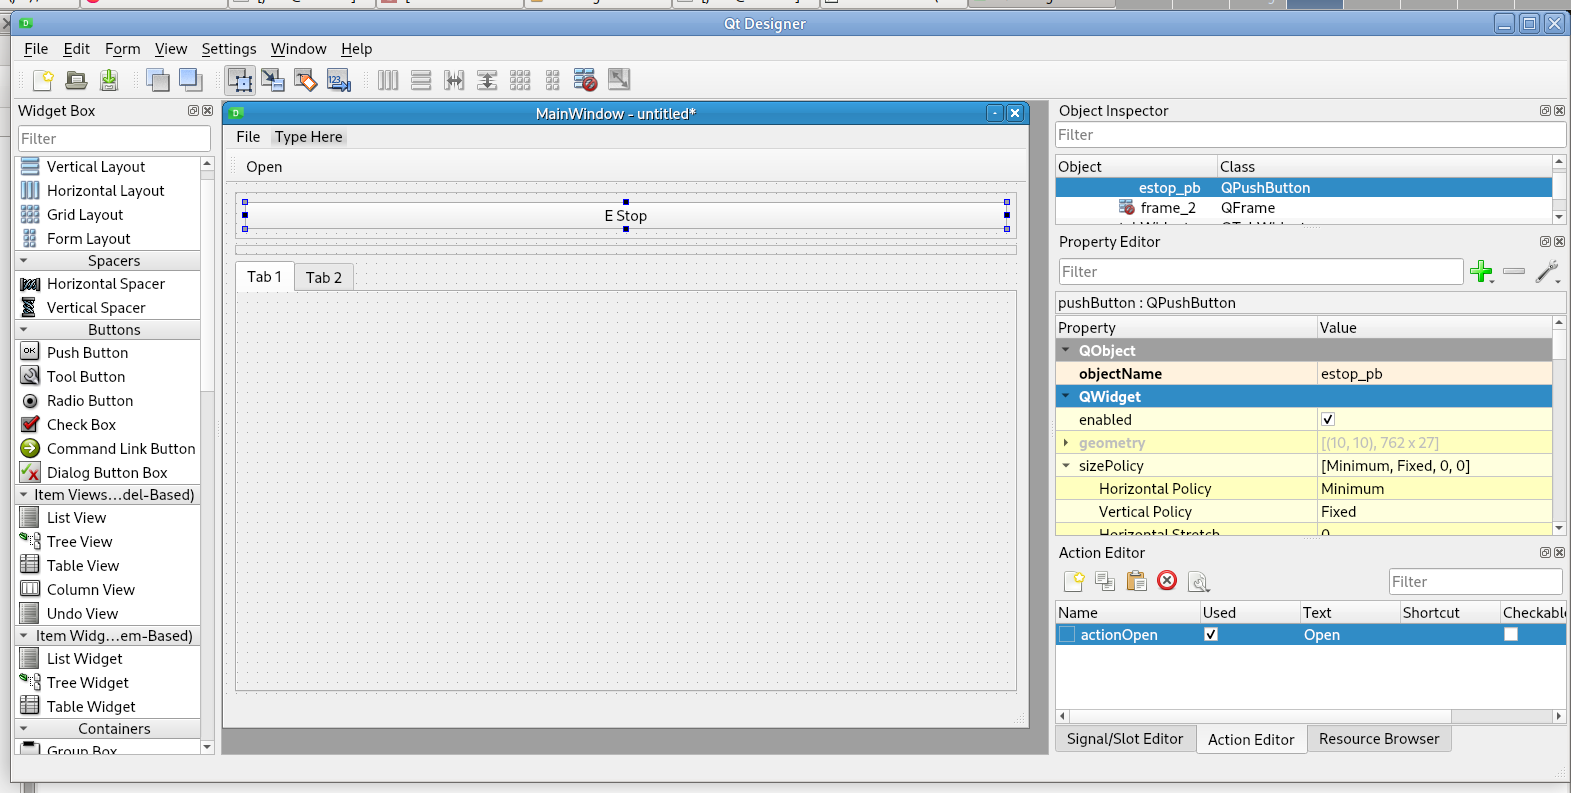 Qt Designer
File Edit Form View Settings Window Help
Widget Box
Filter
Vertical Layout
Horizontal Layout
Grid Layout
Form Layout
Spacers
Horizontal Spacer
Vertical Spacer
Buttons
Push Button
Tool Button
Radio Button
Check Box
Command Link Button
Dialog Button Box
Item Views...del-Based)
List View
Tree View
Table View
Column View
Undo View
Item Widg...em-Based)
List Widget
Tree Widget
Table Widget
Containers
Group Box
MainWindow - untitled*
File Type Here
Open
E Stop
Tab 1 Tab 2
Object Inspector
Filter
Object Class
estop_pb QPushButton
frame_2 QFrame
Property Editor
Filter
pushButton : QPushButton
Property Value
QObject
objectName estop_pb
QWidget
enabled
geometry [(10, 10), 762 x 27]
sizePolicy [Minimum, Fixed, 0, 0]
Horizontal Policy Minimum
Vertical Policy Fixed
Horizontal Stretch 0
Action Editor
Filter
Name Used Text Shortcut Checkable
actionOpen Open
Signal/Slot Editor Action Editor Resource Browser